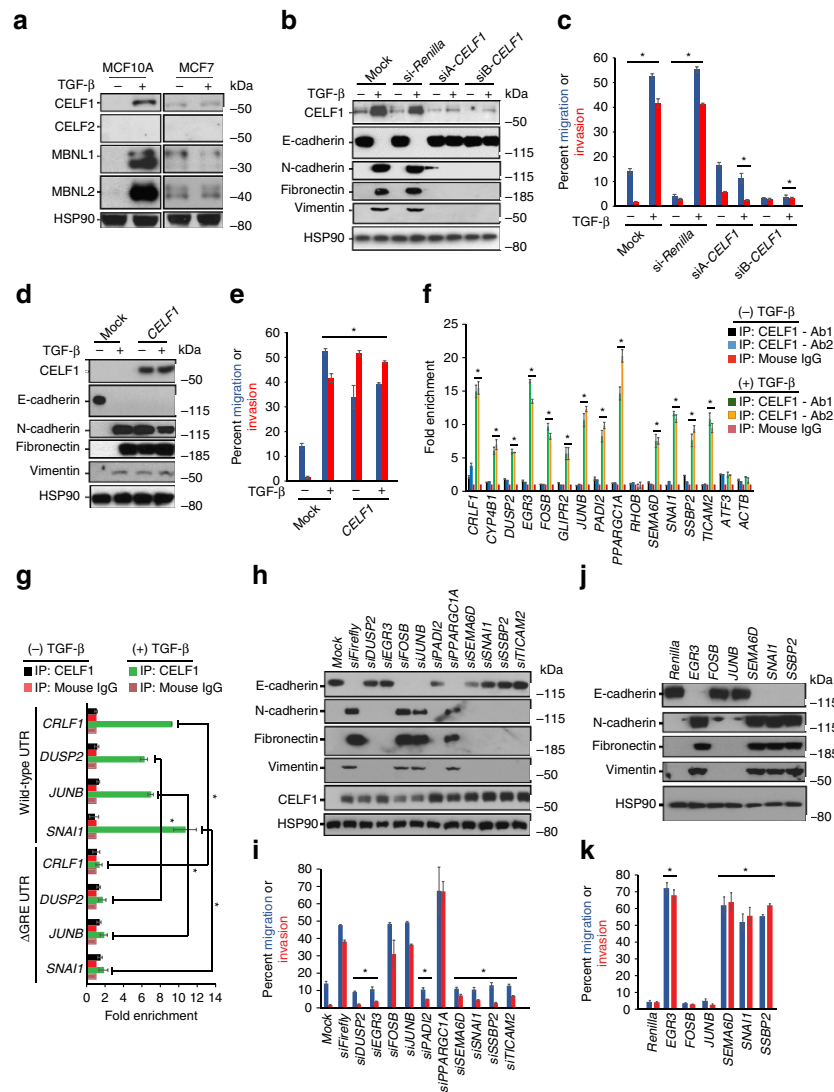 a
MCF10A MCF7
TGF-β – + – + kDa
CELF1
–50
CELF2
–50
MBNL1
–30
MBNL2
–40
HSP90
–80
b
Mock si-Renilla siA-CELF1 siB-CELF1
TGF-β – + – + – + – + kDa
CELF1
–50
E-cadherin
–115
N-cadherin
–115
Fibronectin
–185
Vimentin
–50
HSP90
–80
c
Percent migration or
invasion
60
50
40
30
20
10
0
* * * *
TGF-β – + – + – + – +
Mock si-Renilla siA-CELF1 siB-CELF1
d
Mock CELF1
TGF-β – + – + kDa
CELF1
–50
E-cadherin
–115
N-cadherin
–115
Fibronectin
–185
Vimentin
–50
HSP90
–80
e
Percent migration or
invasion
60
50
40
30
20
10
0
*
TGF-β – + – +
Mock CELF1
f
(–) TGF-β
IP: CELF1 - Ab1
IP: CELF1 - Ab2
IP: Mouse IgG
(+) TGF-β
IP: CELF1 - Ab1
IP: CELF1 - Ab2
IP: Mouse IgG
Fold enrichment
25
20
15
10
5
0
* * * * * * * * * * * * *
CRLF1 CYP4B1 DUSP2 EGR3 FOSB GLIPR2 JUNB PADI2 PPARGC1A RHOB SEMA6D SNAI1 SSBP2 TICAM2 ATF3 ACTB
g
(–) TGF-β (+) TGF-β
IP: CELF1 IP: CELF1
IP: Mouse IgG IP: Mouse IgG
Wild-type UTR
CRLF1
DUSP2
JUNB
SNAI1
ΔGRE UTR
CRLF1
DUSP2
JUNB
SNAI1
* * * *
0 2 4 6 8 10 12 14
Fold enrichment
h
Mock siFirefly siDUSP2 siEGR3 siFOSB siJUNB siPADI2 siPPARGC1A siSEMA6D siSNAI1 siSSBP2 siTICAM2
kDa
E-cadherin
–115
N-cadherin
–115
Fibronectin
–185
Vimentin
–50
CELF1
–50
HSP90
–80
i
Percent migration or
invasion
80
70
60
50
40
30
20
10
0
* * *
Mock siFirefly siDUSP2 siEGR3 siFOSB siJUNB siPADI2 siPPARGC1A siSEMA6D siSNAI1 siSSBP2 siTICAM2
j
Renilla EGR3 FOSB JUNB SEMA6D SNAI1 SSBP2
kDa
E-cadherin
–115
N-cadherin
–115
Fibronectin
–185
Vimentin
–50
HSP90
–80
k
Percent migration or
invasion
80
70
60
50
40
30
20
10
0
* *
Renilla EGR3 FOSB JUNB SEMA6D SNAI1 SSBP2